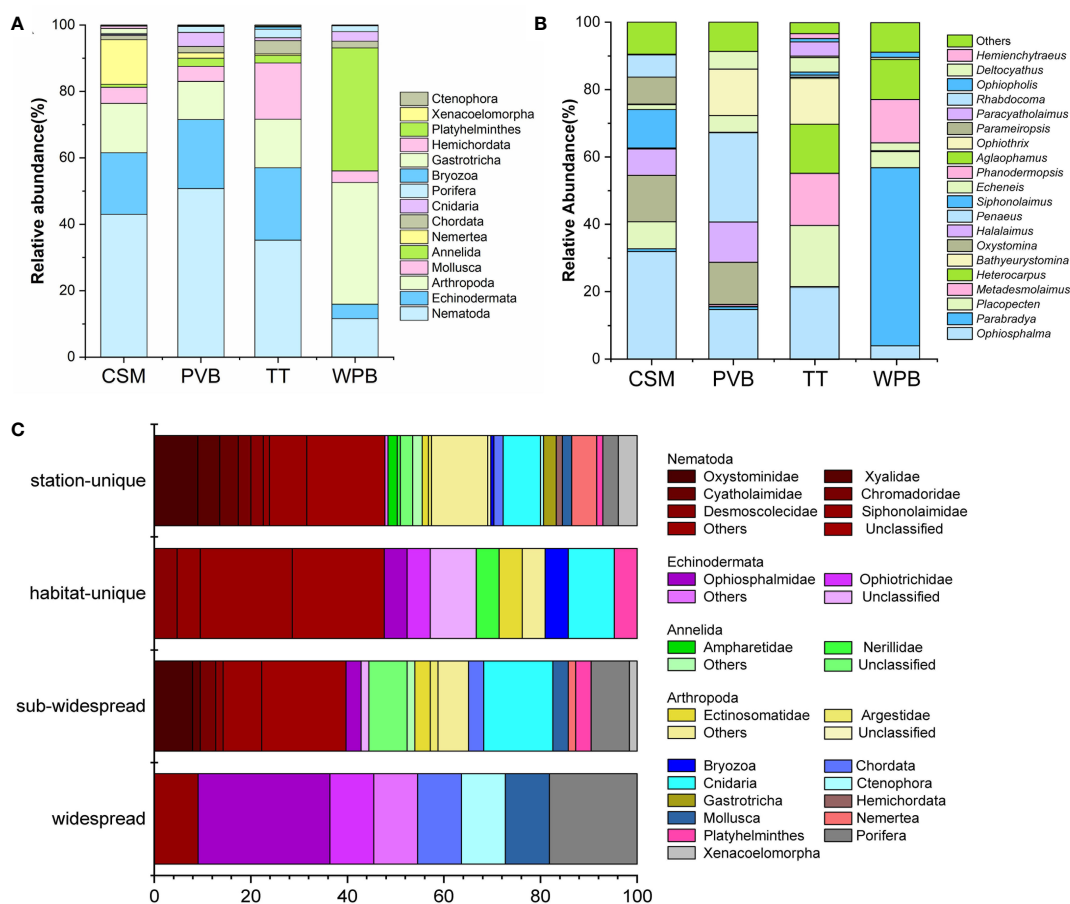 A
Relative abundance(%)
100
80
60
40
20
0
CSM PVB TT WPB
Ctenophora
Xenacoelomorpha
Platyhelminthes
Hemichordata
Gastrotricha
Bryozoa
Porifera
Cnidaria
Chordata
Nemertea
Annelida
Mollusca
Arthropoda
Echinodermata
Nematoda
B
Relative Abundance(%)
100
80
60
40
20
0
CSM PVB TT WPB
Others
Hemienchytraeus
Deltocyathus
Ophiopholis
Rhabdocoma
Paracyatholaimus
Parameiropsis
Ophiothrix
Aglaophamus
Phanodermopsis
Echeneis
Siphonolaimus
Penaeus
Halalaimus
Oxystomina
Bathyeurystomina
Heterocarpus
Metadesmolaimus
Placopecten
Parabradya
Ophiosphalma
C
station-unique
habitat-unique
sub-widespread
widespread
0 20 40 60 80 100
Nematoda
Oxystominidae Xyalidae
Cyatholaimidae Chromadoridae
Desmoscolecidae Siphonolaimidae
Others Unclassified
Echinodermata
Ophiosphalmidae Ophiotrichidae
Others Unclassified
Annelida
Ampharetidae Nerillidae
Others Unclassified
Arthropoda
Ectinosomatidae Argestidae
Others Unclassified
Bryozoa Chordata
Cnidaria Ctenophora
Gastrotricha Hemichordata
Mollusca Nemertea
Platyhelminthes Porifera
Xenacoelomorpha